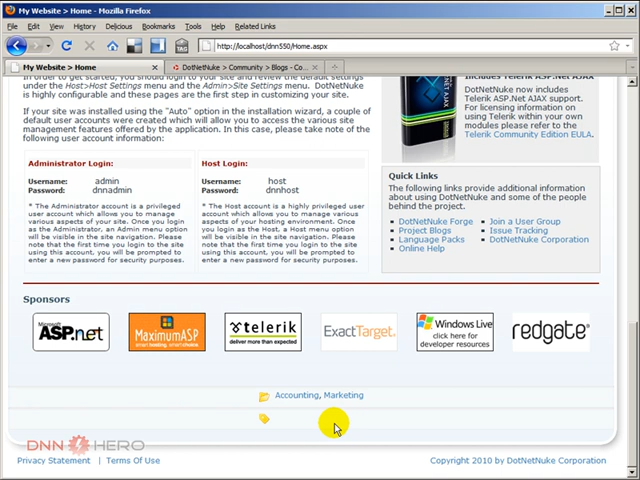 My Website > Home - Mozilla Firefox
File Edit View History Delicious Bookmarks Tools Help Related Links
TAG
http://localhost/dnn550/Home.aspx
My Website > Home
DotNetNuke > Community > Blogs - Co...
In order to get started, you should login to your site and review the default settings
under the Host>Host Settings menu and the Admin>Site Settings menu. DotNetNuke
is highly configurable and these pages are the first step in customizing your site.
If your site was installed using the "Auto" option in the installation wizard, a couple of
default user accounts were created which will allow you to access the various site
management features offered by the application. In this case, please take note of the
following user account information:
Administrator Login:
Username: admin
Password: dnnadmin
* The Administrator account is a privileged
user account which allows you to manage
various aspects of your site. Once you login
as the Administrator, an Admin menu option
will be visible in the site navigation. Please
note that the first time you login to the site
using this account, you will be prompted to
enter a new password for security purposes.
Host Login:
Username: host
Password: dnnhost
* The Host account is a highly privileged user
account which allows you to manage various
aspects of your hosting environment. Once
you login as the Host, a Host menu option
will be visible in the site navigation. Please
note that the first time you login to the site
using this account, you will be prompted to
enter a new password for security purposes.
Includes Telerik ASP.Net AJAX
DotNetNuke now includes
Telerik ASP.Net AJAX support.
For licensing information on
using Telerik within your own
modules please refer to the
Telerik Community Edition EULA.
Quick Links
The following links provide additional information
about using DotNetNuke and some of the people
behind the project.
DotNetNuke Forge
Project Blogs
Language Packs
Online Help
Join a User Group
Issue Tracking
DotNetNuke Corporation
Sponsors
Microsoft
ASP.net
MaximumASP
smart hosting. smart choice.
telerik
deliver more than expected
ExactTarget.
Windows Live
click here for
developer resources
redgate
Accounting, Marketing
DNN HERO
Privacy Statement | Terms Of Use
Copyright 2010 by DotNetNuke Corporation